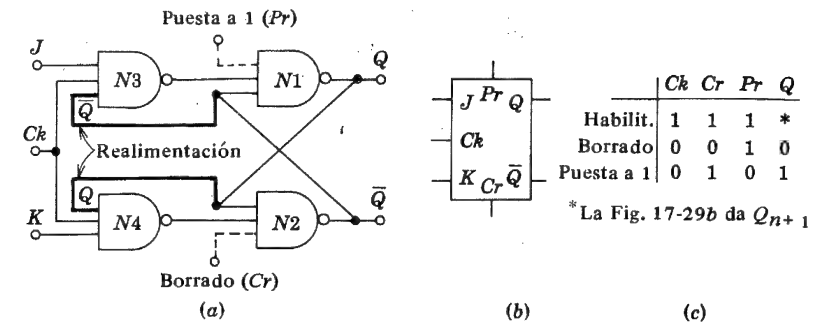 Puesta a 1 (Pr)
J
N3
N1
Q
Q̅
Ck
Realimentación
Q
N4
N2
Q̅
K
Borrado (Cr)
(a)
J Pr Q
Ck
K Cr Q̅
(b)
Ck Cr Pr Q
Habilit. 1 1 1 *
Borrado 0 0 1 0
Puesta a 1 0 1 0 1
*La Fig. 17-29b da Qn+1
(c)